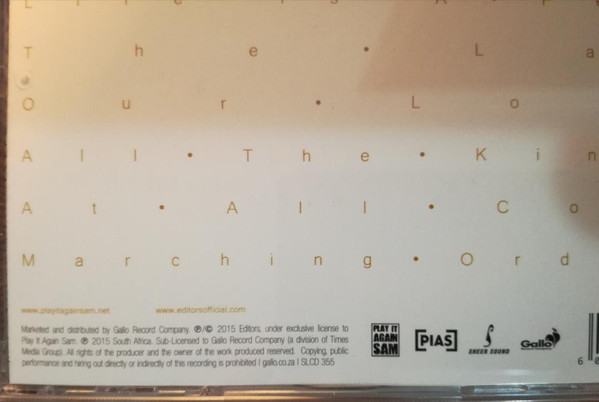 L i f e • I s • A •
T h e • L a
O u r • L o
A l l • T h e • K i n
A t • A l l • C o
M a r c h i n g • O r d
www.playitagainsam.net www.editorsofficial.com
Marketed and distributed by Gallo Record Company. ℗/© 2015 Editors, under exclusive license to
Play It Again Sam. ℗ 2015 South Africa. Sub-Licensed to Gallo Record Company (a division of Times
Media Group). All rights of the producer and the owner of the work produced reserved. Copying, public
performance and hiring out directly or indirectly of this recording is prohibited | gallo.co.za | SLCD 355
PLAY IT
AGAIN
SAM
[PIAS]
SHEER SOUND
Gallo
6 0